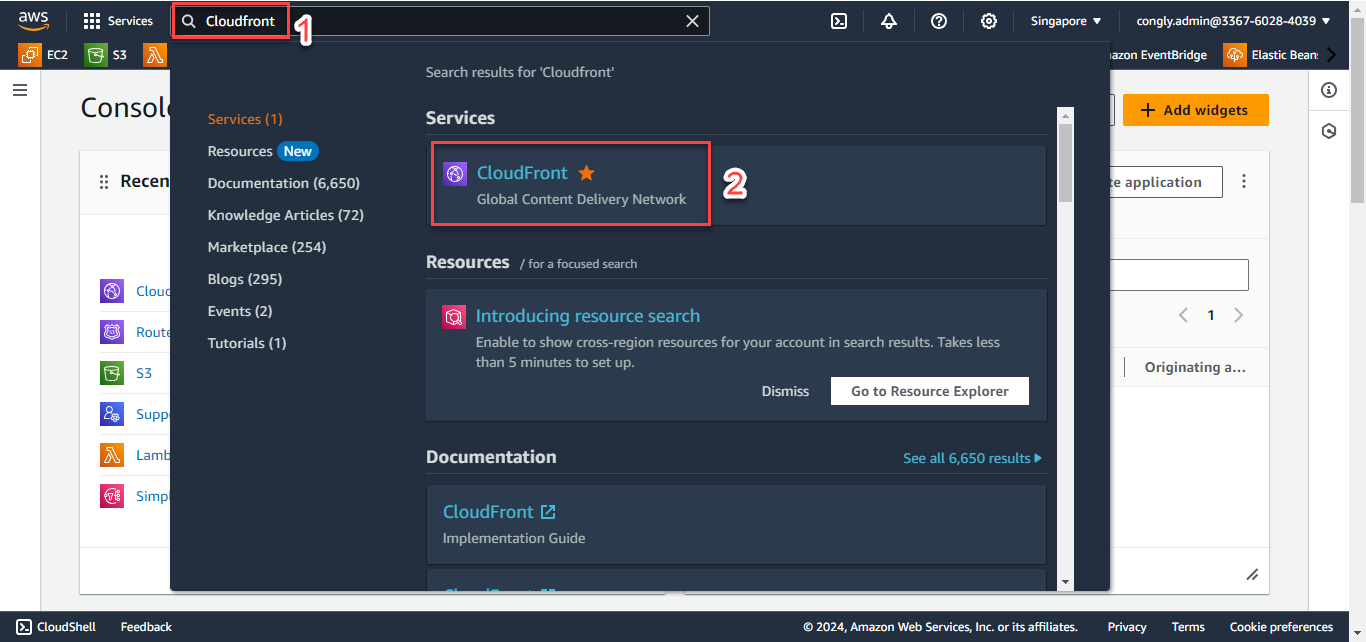 aws
Services
Cloudfront
1
Singapore
congly.admin@3367-6028-4039
EC2
S3
azon EventBridge
Elastic Bean
Search results for 'Cloudfront'
Services (1)
Resources New
Documentation (6,650)
Knowledge Articles (72)
Marketplace (254)
Blogs (295)
Events (2)
Tutorials (1)
Services
CloudFront
Global Content Delivery Network
2
Resources / for a focused search
Introducing resource search
Enable to show cross-region resources for your account in search results. Takes less
than 5 minutes to set up.
Dismiss
Go to Resource Explorer
Documentation
See all 6,650 results
CloudFront
Implementation Guide
Consol
Add widgets
Recen
te application
Cloud
Route
S3
Suppo
Lamb
Simpl
1
Originating a...
CloudShell
Feedback
© 2024, Amazon Web Services, Inc. or its affiliates.
Privacy
Terms
Cookie preferences